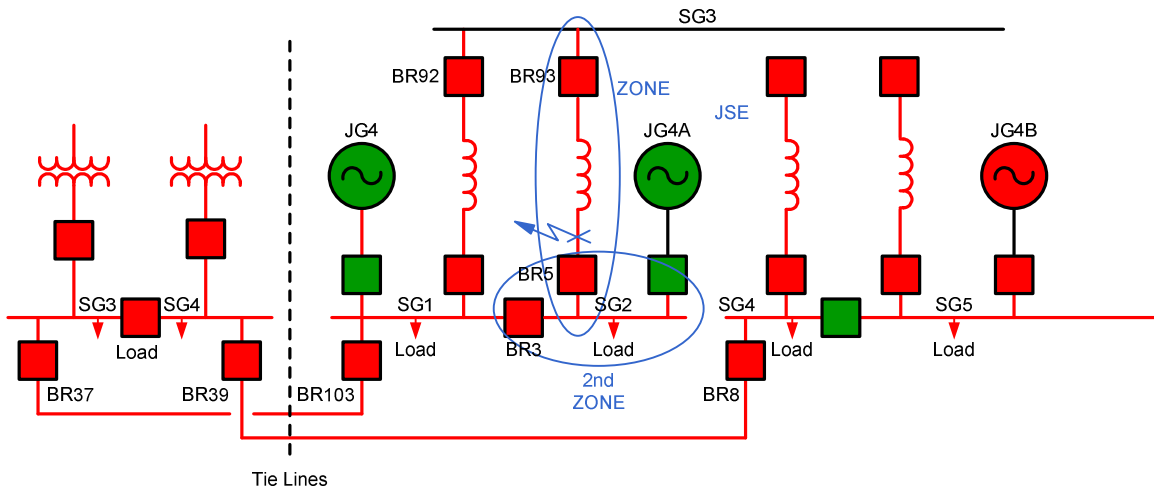 SG3
BR92
BR93
ZONE
JSE
JG4
JG4A
JG4B
BR5
SG3
SG4
SG1
SG2
SG4
SG5
Load
Load
BR3
Load
Load
Load
BR37
BR39
BR103
2nd
ZONE
BR8
Tie Lines